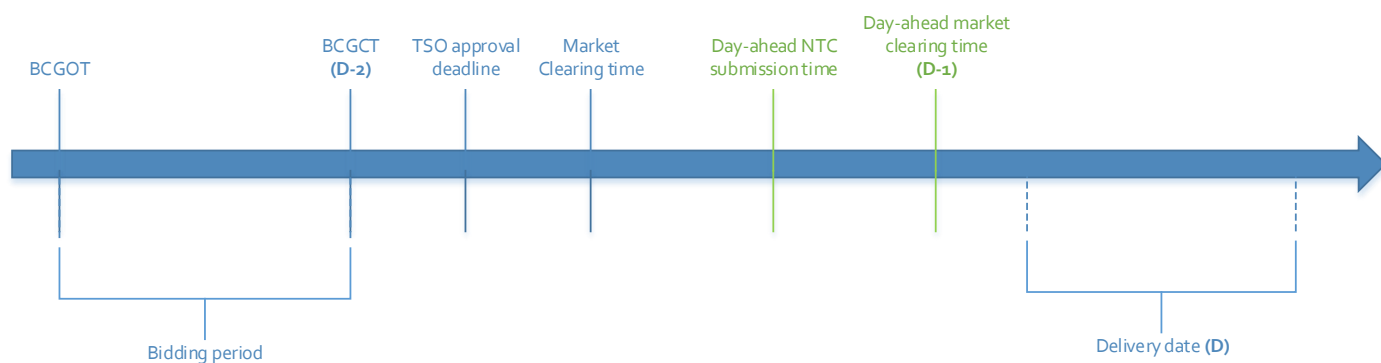 BCGOT
BCGCT
(D-2)
TSO approval
deadline
Market
Clearing time
Day-ahead NTC
submission time
Day-ahead market
clearing time
(D-1)
Bidding period
Delivery date (D)